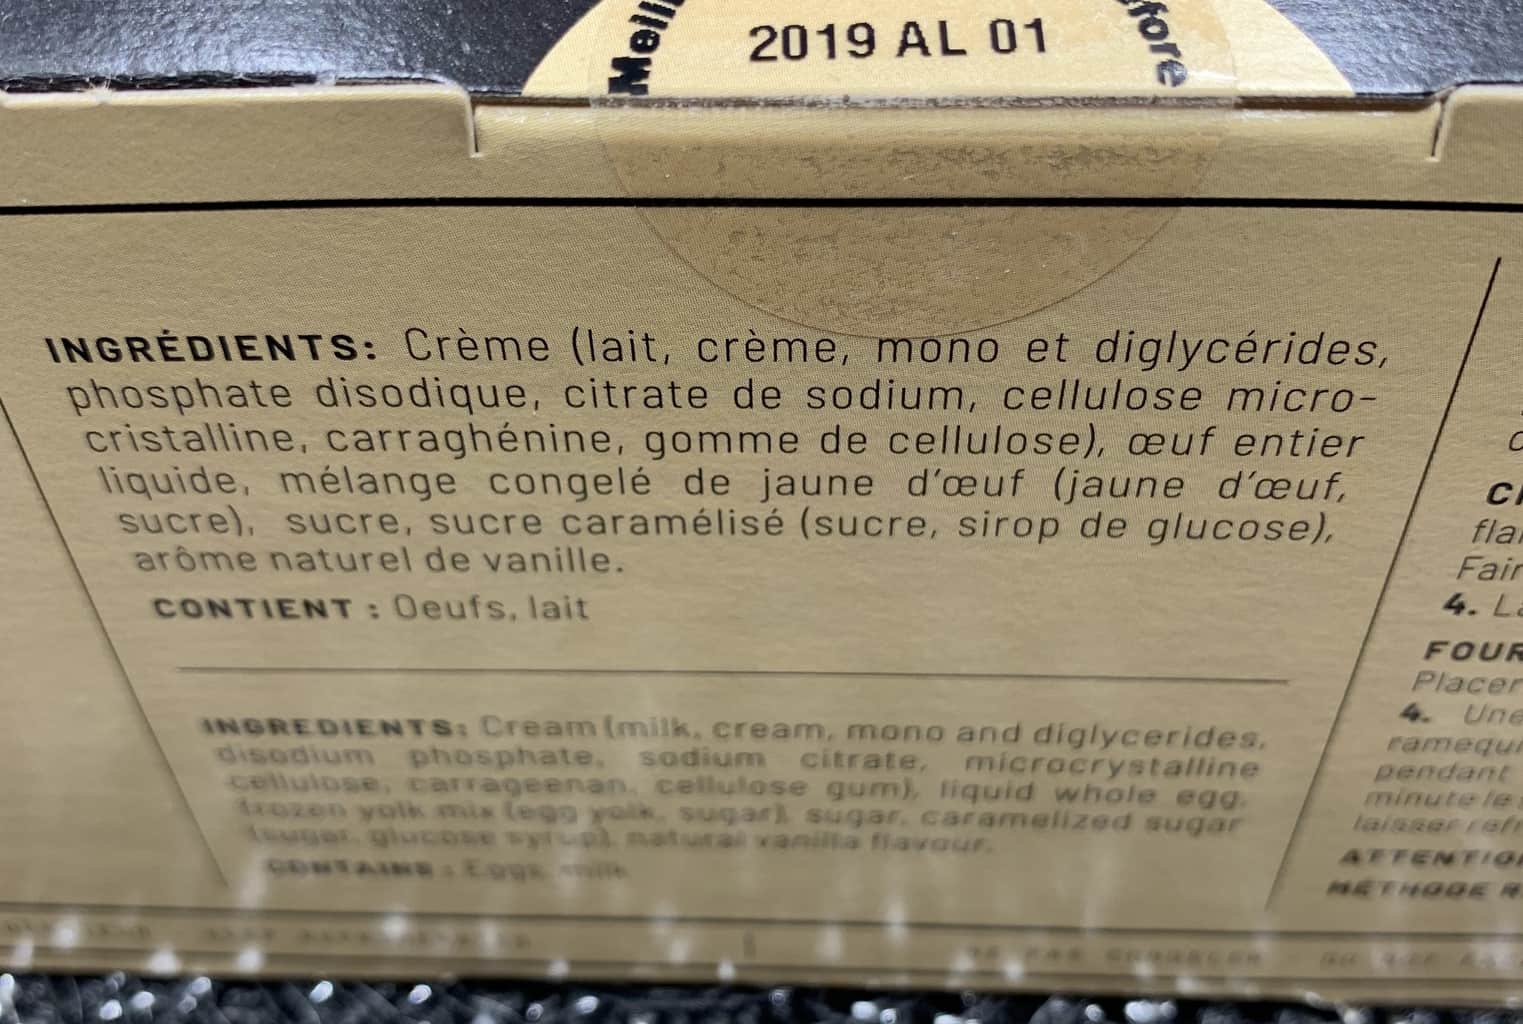 2019 AL 01
INGRÉDIENTS: Crème (lait, crème, mono et diglycérides,
phosphate disodique, citrate de sodium, cellulose micro-
cristalline, carraghénine, gomme de cellulose), œuf entier
liquide, mélange congelé de jaune d'œuf (jaune d'œuf,
sucre), sucre, sucre caramélisé (sucre, sirop de glucose),
arôme naturel de vanille.
CONTIENT : Oeufs, lait
INGREDIENTS: Cream (milk, cream, mono and diglycerides,
disodium phosphate, sodium citrate, microcrystalline
cellulose, carrageenan, cellulose gum), liquid whole egg,
frozen yolk mix (egg yolk, sugar), sugar, caramelized sugar
(sugar, glucose syrup), natural vanilla flavour.
CONTAINS : Eggs, milk
4.
Placer
4. Une
pendant
minute le